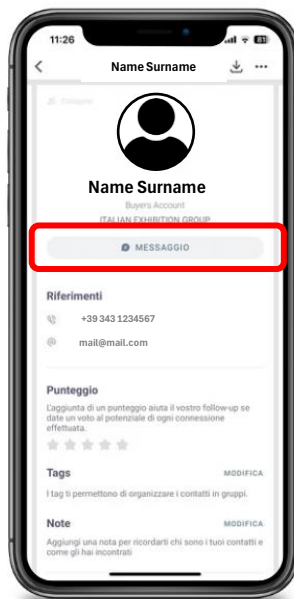 11:26
81
Name Surname
Name Surname
Buyers Account
ITALIAN EXHIBITION GROUP
MESSAGGIO
Riferimenti
+39 343 1234567
mail@mail.com
Punteggio
L'aggiunta di un punteggio aiuta il vostro follow-up se
date un voto al potenziale di ogni connessione
effettuata.
Tags
MODIFICA
I tag ti permettono di organizzare i contatti in gruppi.
Note
MODIFICA
Aggiungi una nota per ricordarti chi sono i tuoi contatti e
come gli hai incontrati